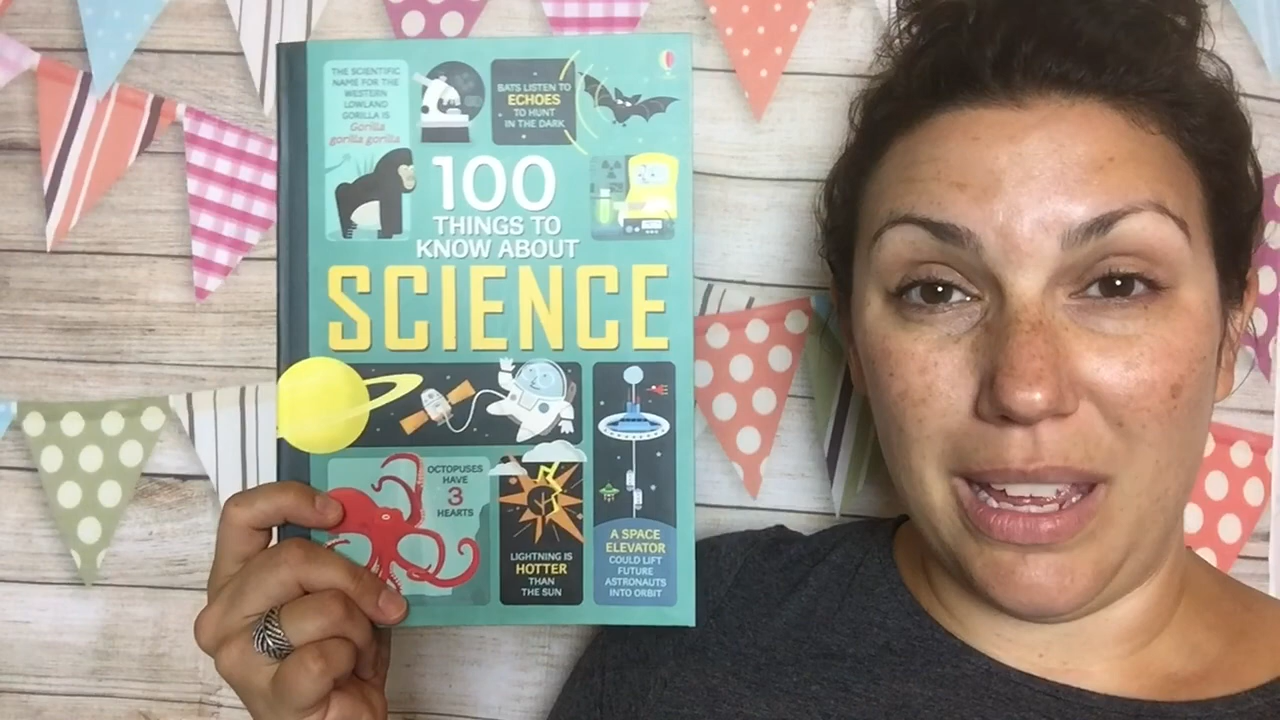 THE SCIENTIFIC
NAME FOR THE
WESTERN
LOWLAND
GORILLA IS
Gorilla
gorilla gorilla
BATS LISTEN TO
ECHOES
TO HUNT
IN THE DARK
100
THINGS TO
KNOW ABOUT
SCIENCE
OCTOPUSES
HAVE
3
HEARTS
LIGHTNING IS
HOTTER
THAN
THE SUN
A SPACE
ELEVATOR
COULD LIFT
FUTURE
ASTRONAUTS
INTO ORBIT